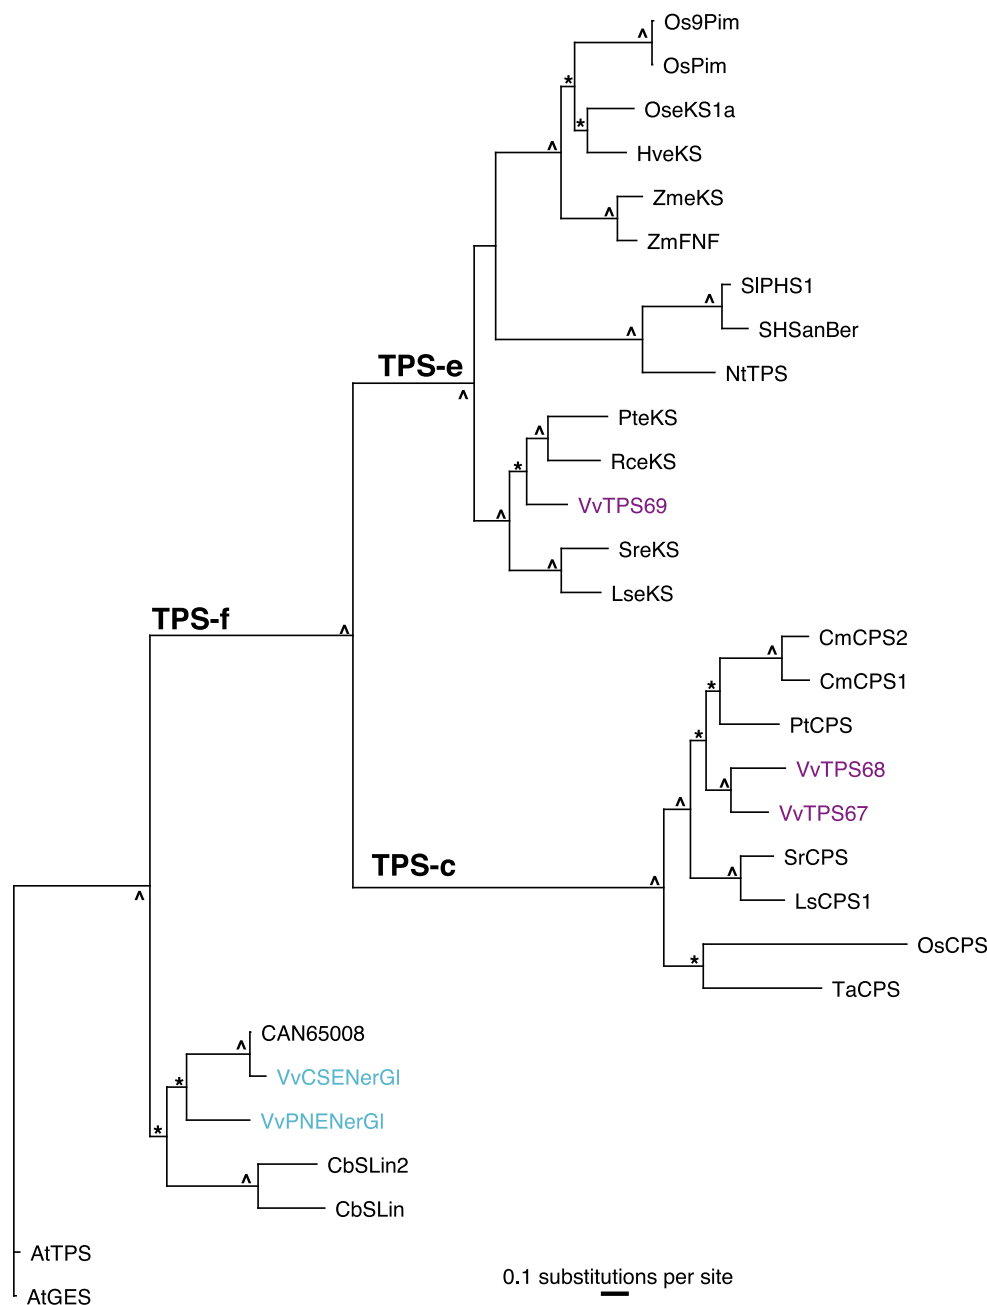 Os9Pim
OsPim
OseKS1a
HveKS
ZmeKS
ZmFNF
SlPHS1
SHSanBer
TPS-e
NtTPS
PteKS
RceKS
VvTPS69
SreKS
LseKS
TPS-f
CmCPS2
CmCPS1
PtCPS
VvTPS68
VvTPS67
TPS-c
SrCPS
LsCPS1
OsCPS
TaCPS
CAN65008
VvCSENerGl
VvPNENerGl
CbSLin2
CbSLin
AtTPS
0.1 substitutions per site
AtGES